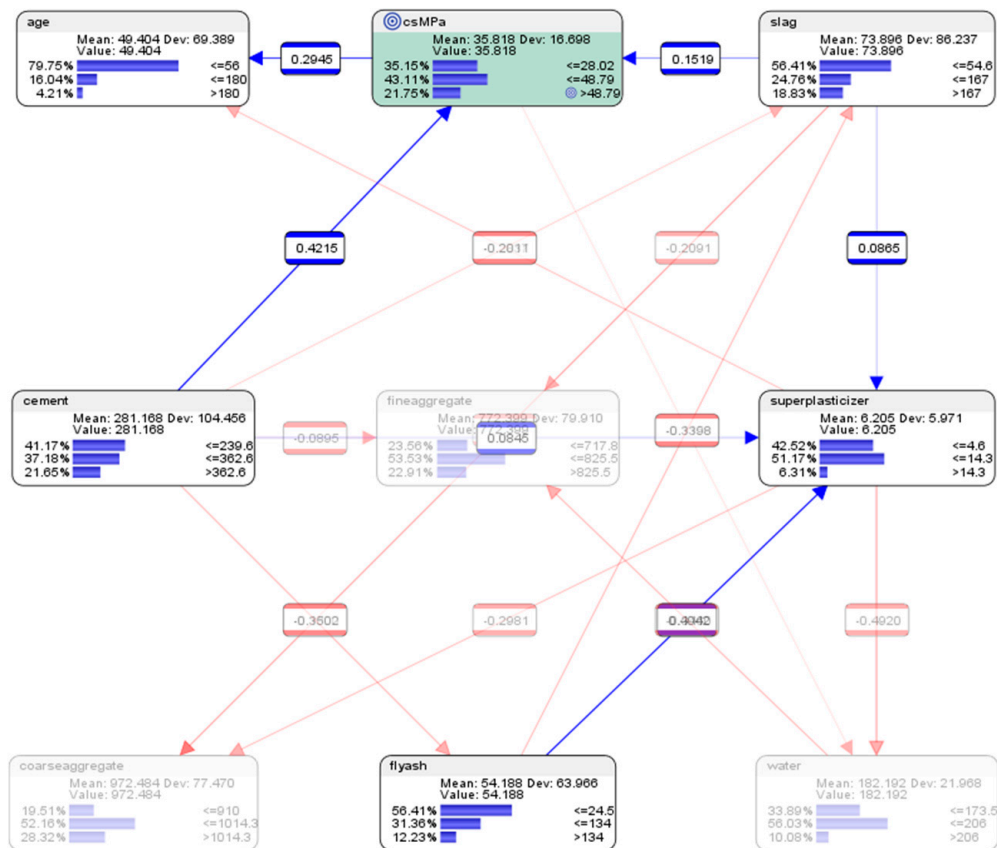 age
Mean: 49.404 Dev: 69.389
Value: 49.404
79.75% <=56
16.04% <=180
4.21% >180
0.2945
csMPa
Mean: 35.818 Dev: 16.698
Value: 35.818
35.15% <=28.02
43.11% <=48.79
21.75% >48.79
0.1519
slag
Mean: 73.896 Dev: 86.237
Value: 73.896
56.41% <=54.6
24.76% <=167
18.83% >167
0.4215
-0.2091
0.0865
cement
Mean: 281.168 Dev: 104.456
Value: 281.168
41.17% <=239.6
37.18% <=362.6
21.65% >362.6
-0.0895
fineaggregate
Mean: 772.399 Dev: 79.910
Value: 772.399
23.56% <=717.8
53.53% <=825.5
22.91% >825.5
0.0845
-0.3398
superplasticizer
Mean: 6.205 Dev: 5.971
Value: 6.205
42.52% <=4.6
51.17% <=14.3
6.31% >14.3
-0.2981
-0.4920
coarseaggregate
Mean: 972.484 Dev: 77.470
Value: 972.484
19.51% <=910
52.16% <=1014.3
28.32% >1014.3
flyash
Mean: 54.188 Dev: 63.966
Value: 54.188
56.41% <=24.5
31.36% <=134
12.23% >134
water
Mean: 182.192 Dev: 21.968
Value: 182.192
33.89% <=173.5
56.03% <=206
10.08% >206